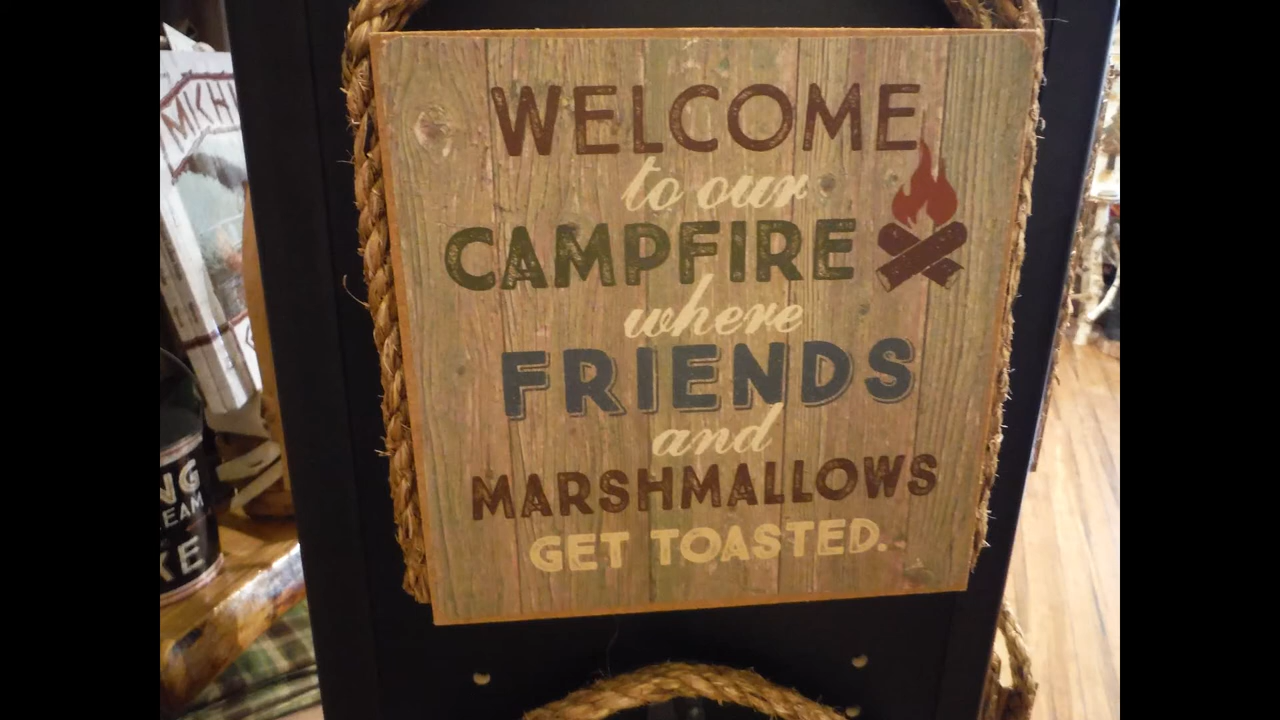 WELCOME
to our
CAMPFIRE
where
FRIENDS
and
MARSHMALLOWS
GET TOASTED.